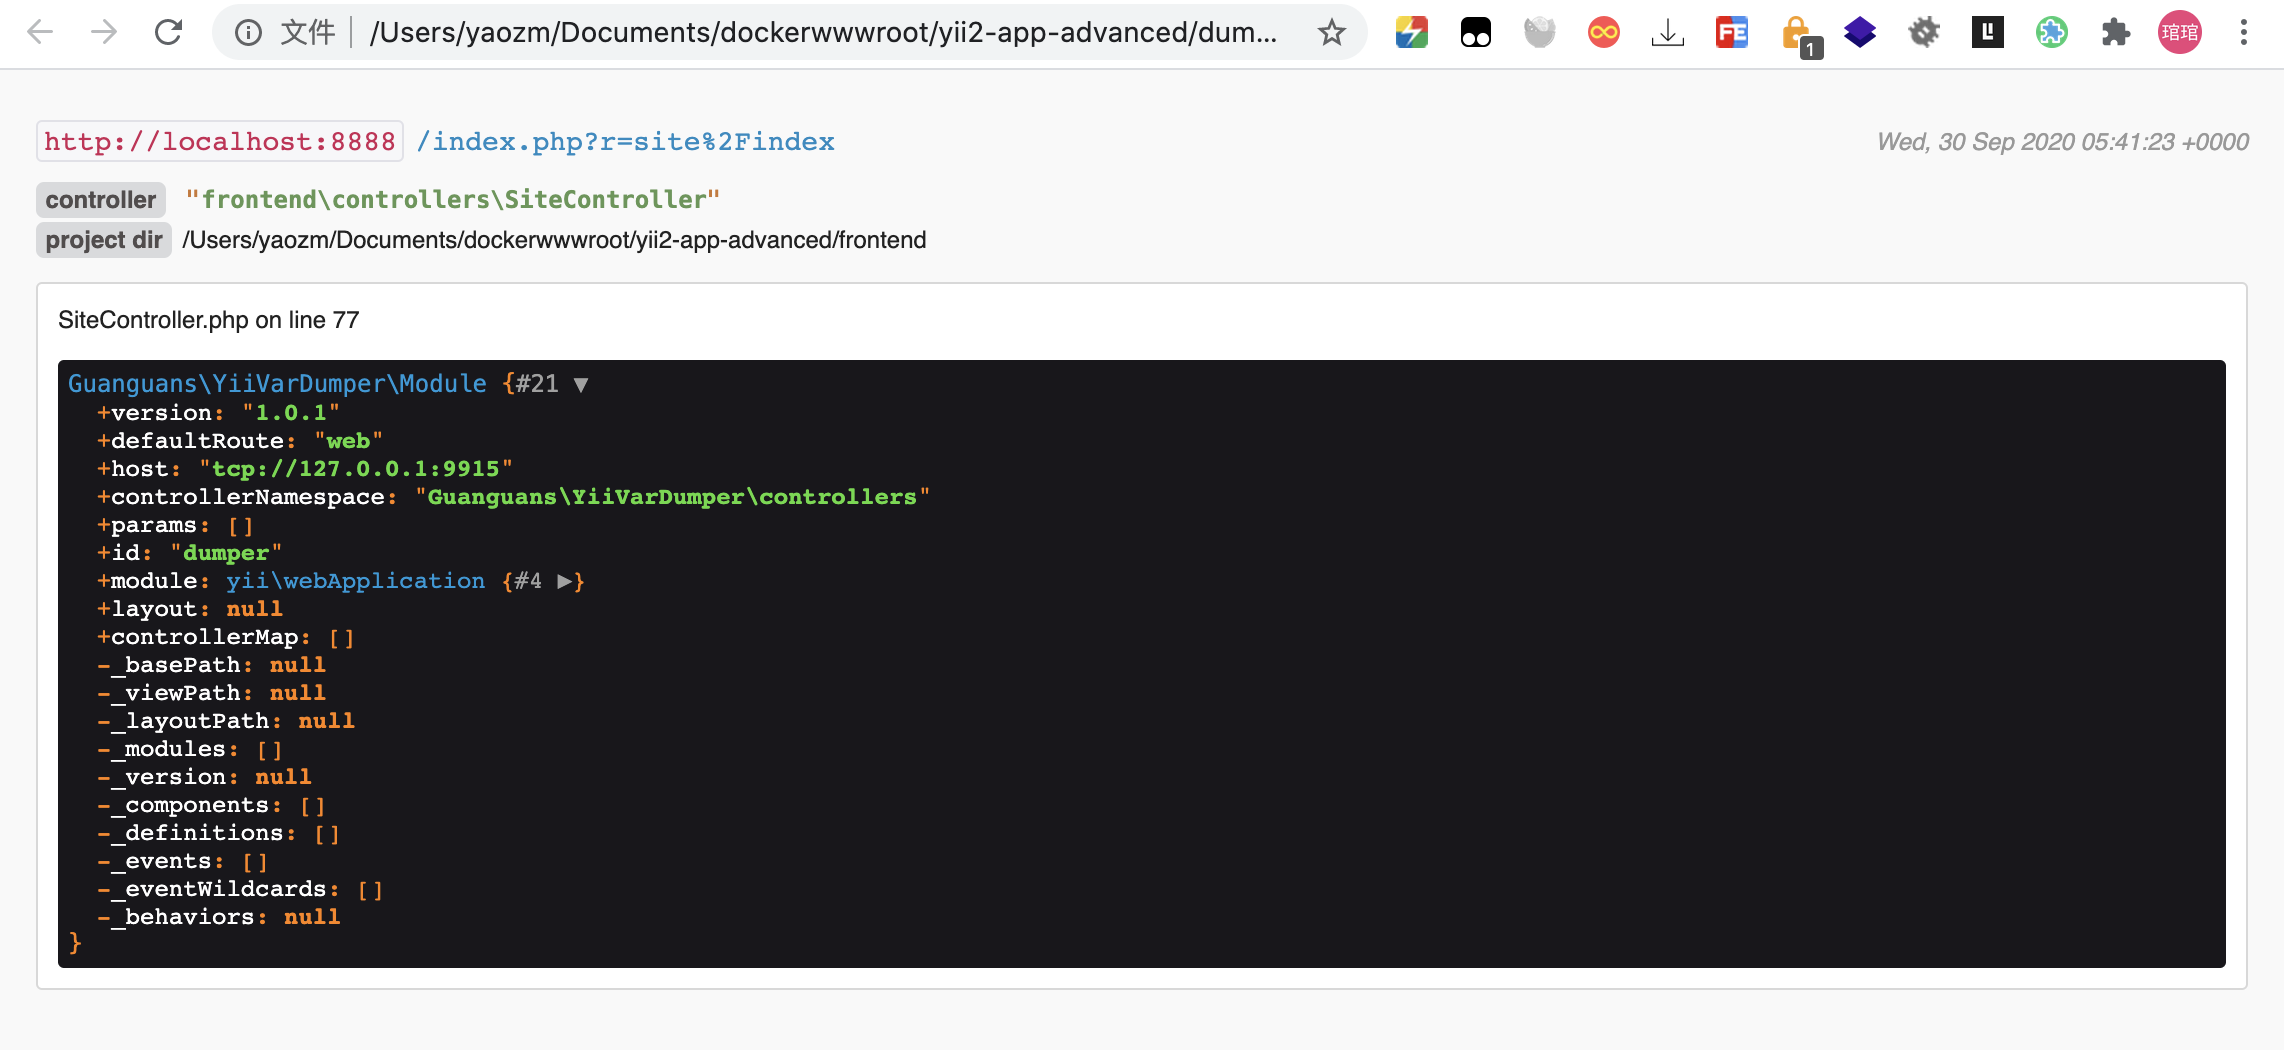 文件 /Users/yaozm/Documents/dockerwwwroot/yii2-app-advanced/dum...
FE 1 LI 琯琯
http://localhost:8888 /index.php?r=site%2Findex Wed, 30 Sep 2020 05:41:23 +0000
controller "frontend\controllers\SiteController"
project dir /Users/yaozm/Documents/dockerwwwroot/yii2-app-advanced/frontend
SiteController.php on line 77
Guanguans\YiiVarDumper\Module {#21 ▼
+version: "1.0.1"
+defaultRoute: "web"
+host: "tcp://127.0.0.1:9915"
+controllerNamespace: "Guanguans\YiiVarDumper\controllers"
+params: []
+id: "dumper"
+module: yii\webApplication {#4 ▶}
+layout: null
+controllerMap: []
-_basePath: null
-_viewPath: null
-_layoutPath: null
-_modules: []
-_version: null
-_components: []
-_definitions: []
-_events: []
-_eventWildcards: []
-_behaviors: null
}